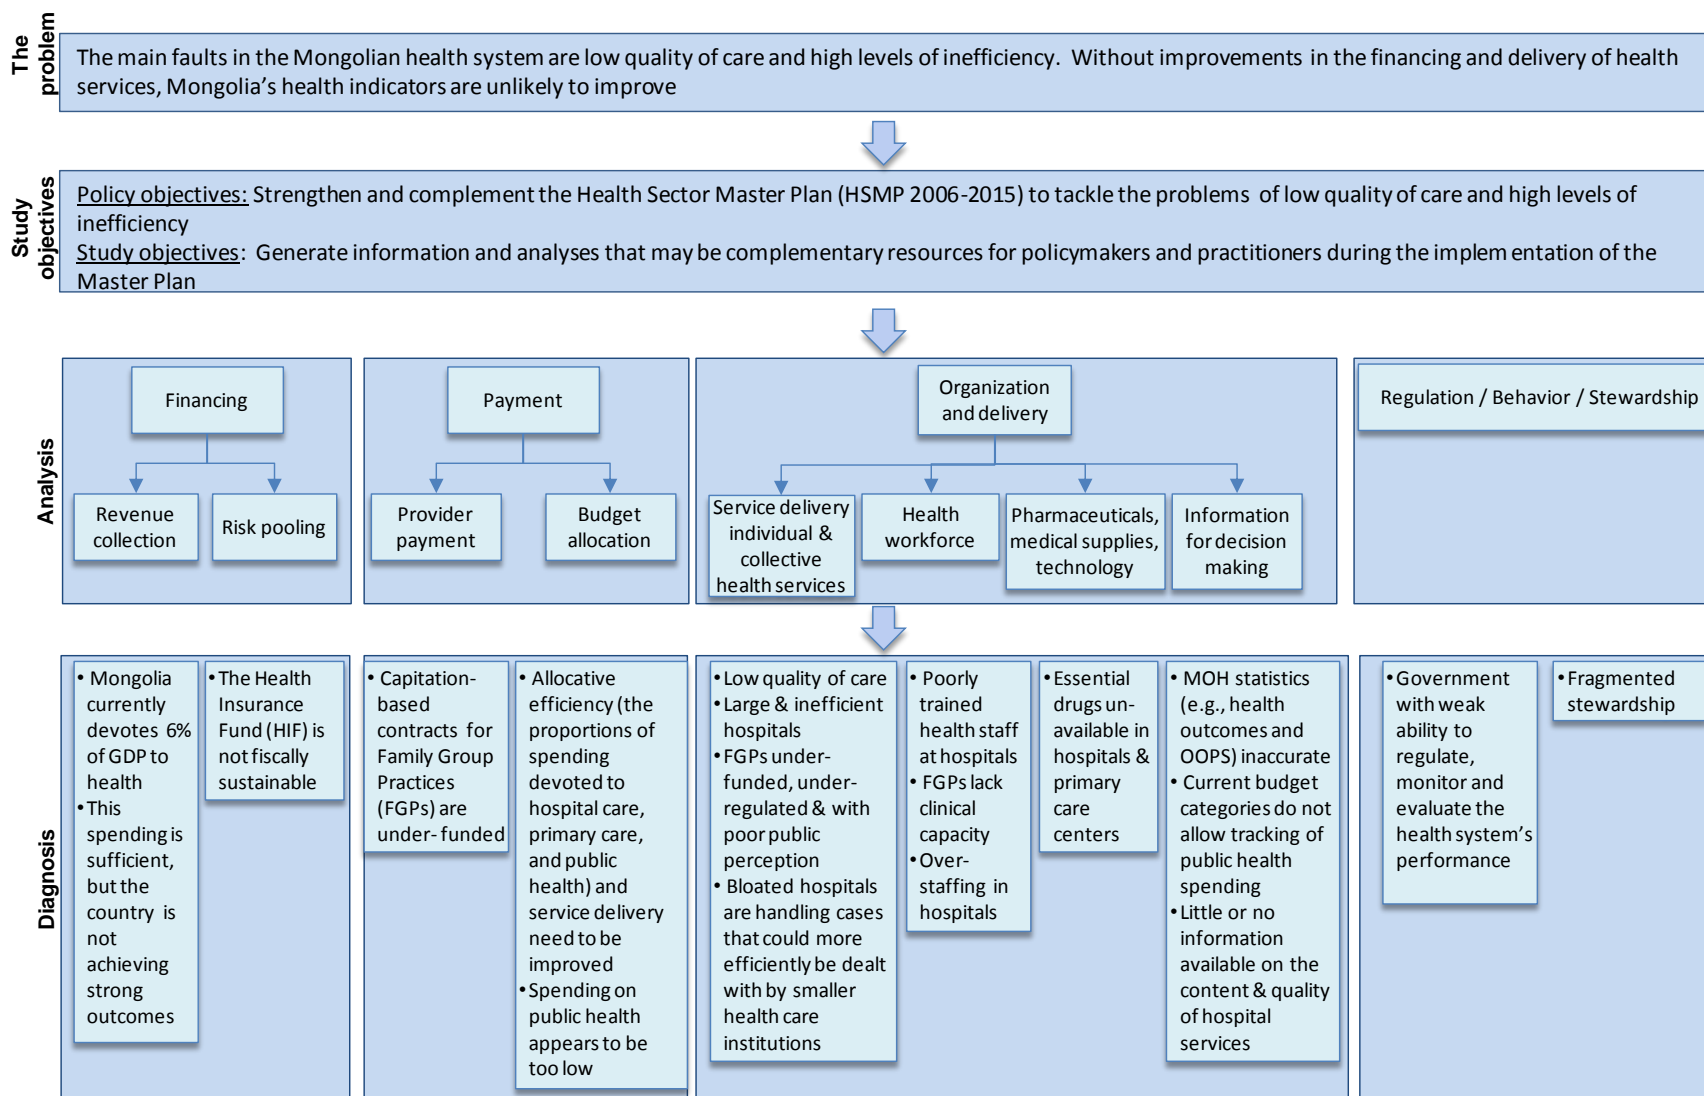 The
problem
The main faults in the Mongolian health system are low quality of care and high levels of inefficiency. Without improvements in the financing and delivery of health
services, Mongolia's health indicators are unlikely to improve
Study
objectives
Policy objectives: Strengthen and complement the Health Sector Master Plan (HSMP 2006-2015) to tackle the problems of low quality of care and high levels of
inefficiency
Study objectives: Generate information and analyses that may be complementary resources for policymakers and practitioners during the implementation of the
Master Plan
Analysis
Financing
Revenue
collection
Risk pooling
Payment
Provider
payment
Budget
allocation
Organization
and delivery
Service delivery
individual &
collective
health services
Health
workforce
Pharmaceuticals,
medical supplies,
technology
Information
for decision
making
Regulation / Behavior / Stewardship
Diagnosis
• Mongolia
currently
devotes 6%
of GDP to
health
• This
spending is
sufficient,
but the
country is
not
achieving
strong
outcomes
• The Health
Insurance
Fund (HIF) is
not fiscally
sustainable
• Capitation-
based
contracts for
Family Group
Practices
(FGPs) are
under- funded
• Allocative
efficiency (the
proportions of
spending
devoted to
hospital care,
primary care,
and public
health) and
service delivery
need to be
improved
• Spending on
public health
appears to be
too low
• Low quality of care
• Large & inefficient
hospitals
• FGPs under-
funded, under-
regulated & with
poor public
perception
• Bloated hospitals
are handling cases
that could more
efficiently be dealt
with by smaller
health care
institutions
• Poorly
trained
health staff
at hospitals
• FGPs lack
clinical
capacity
• Over-
staffing in
hospitals
• Essential
drugs un-
available in
hospitals &
primary
care
centers
• MOH statistics
(e.g., health
outcomes and
OOPS) inaccurate
• Current budget
categories do not
allow tracking of
public health
spending
• Little or no
information
available on the
content & quality
of hospital
services
• Government
with weak
ability to
regulate,
monitor and
evaluate the
health system's
performance
• Fragmented
stewardship